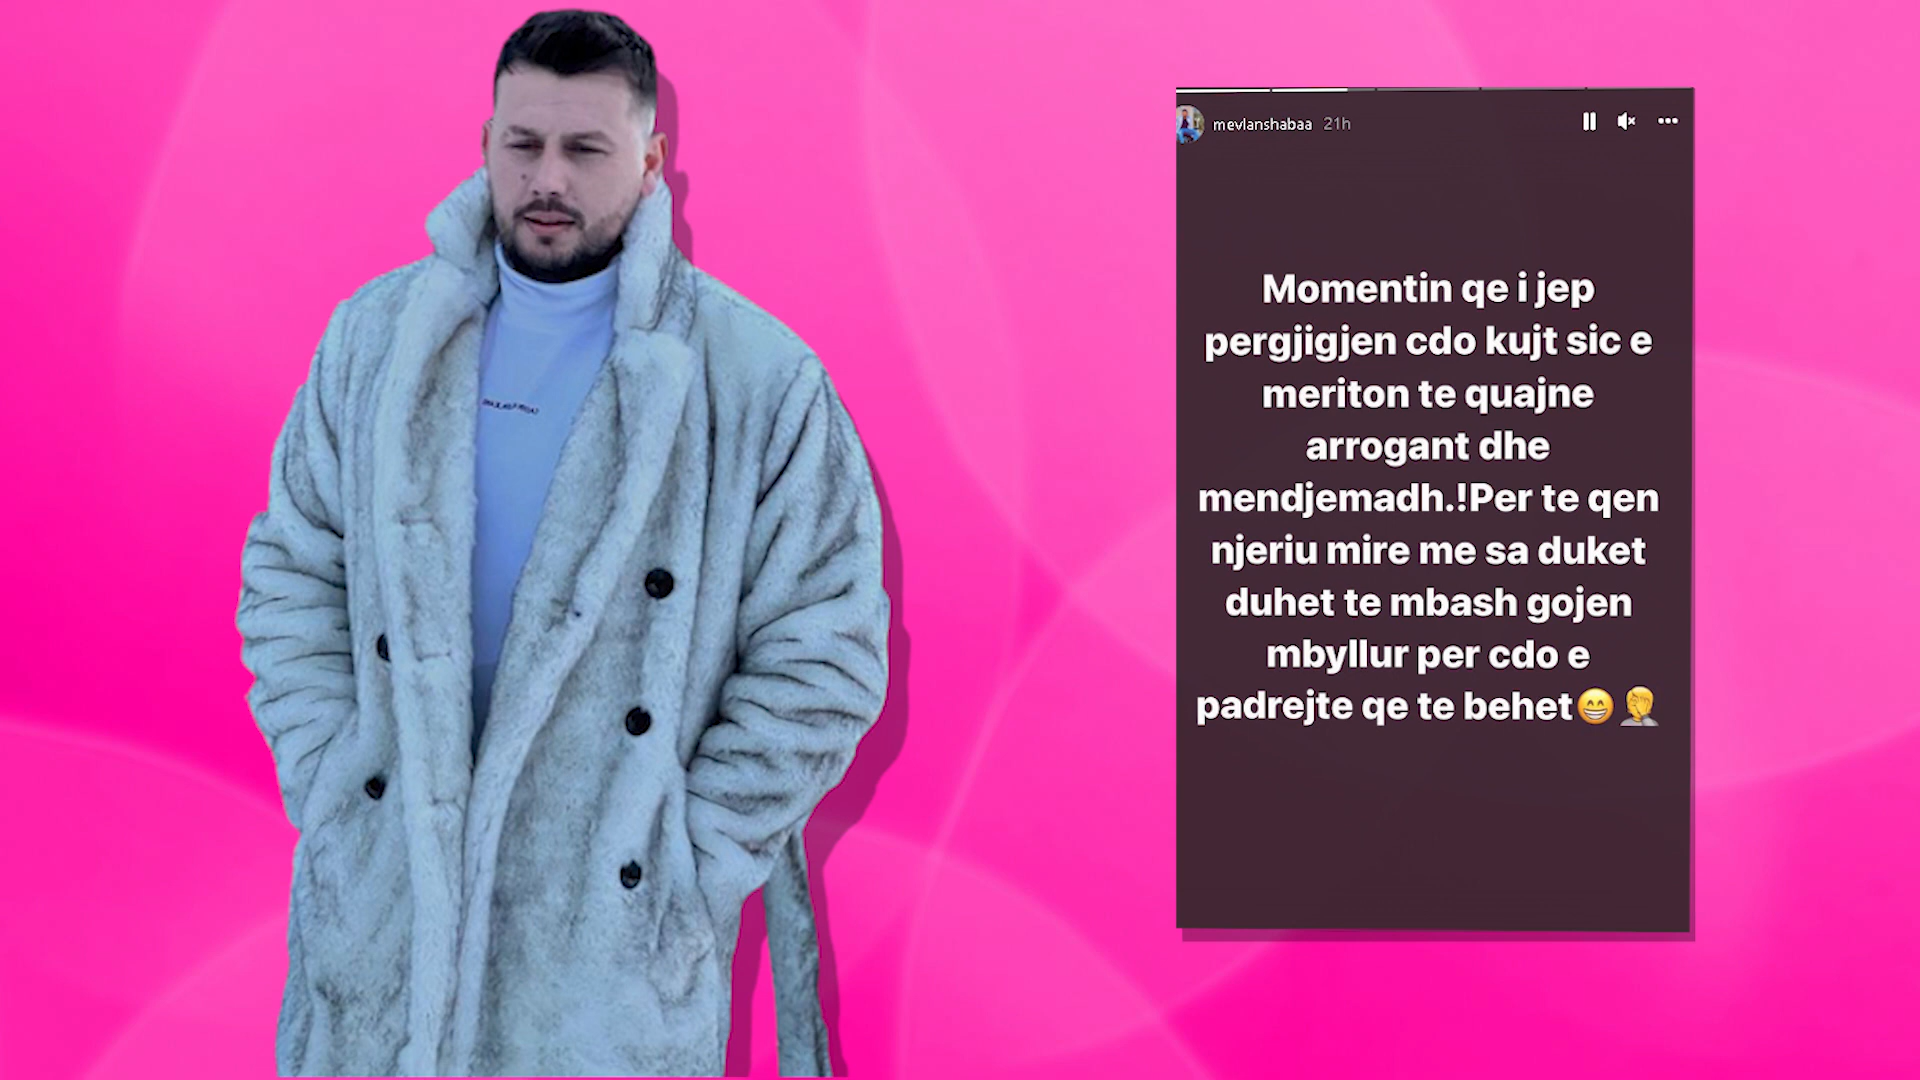 mevlanshabaa 21h
Momentin qe i jep
pergjigjen cdo kujt sic e
meriton te quajne
arrogant dhe
mendjemadh.!Per te qen
njeriu mire me sa duket
duhet te mbash gojen
mbyllur per cdo e
padrejte qe te behet😁🤦